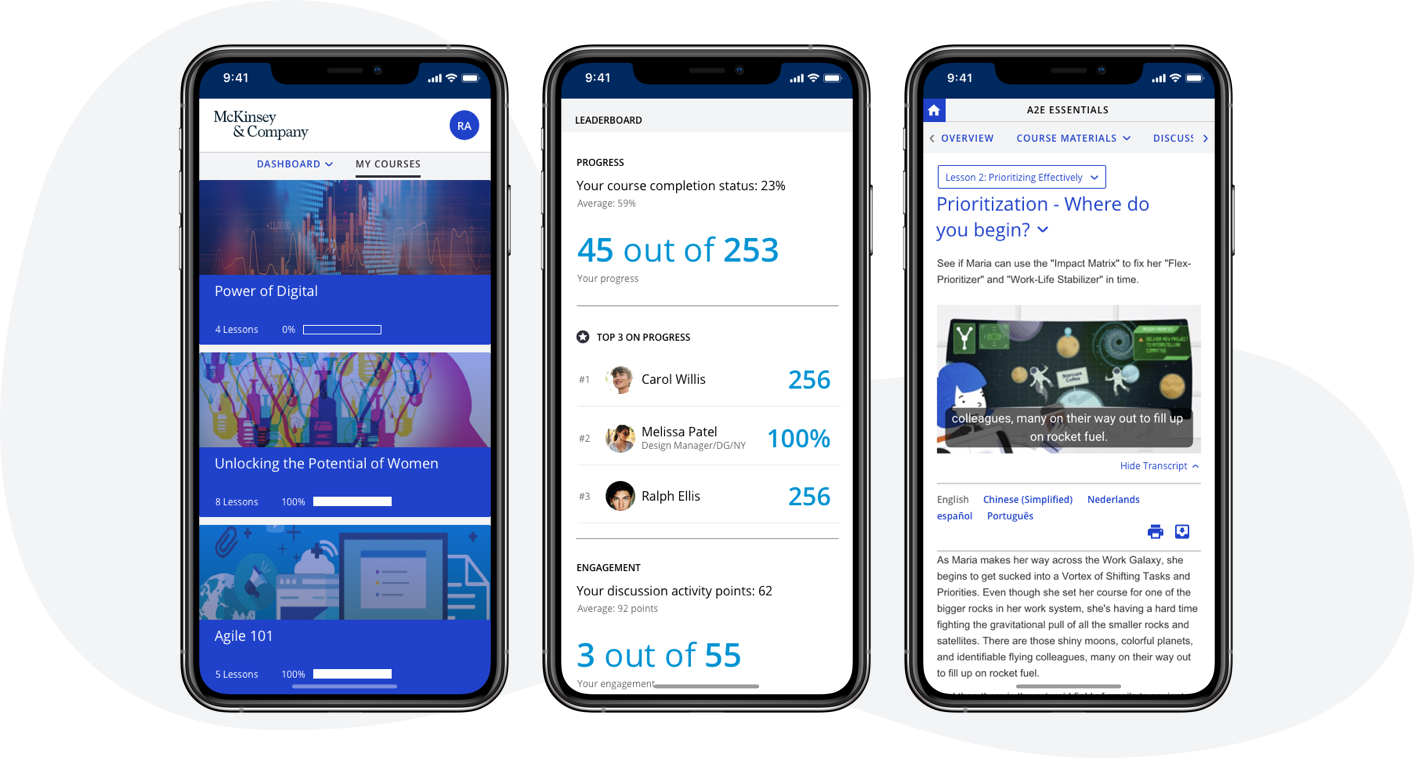 9:41
McKinsey
& Company
RA
DASHBOARD
MY COURSES
+11,00.00
Power of Digital
4 Lessons 0%
Unlocking the Potential of Women
8 Lessons 100%
Agile 101
5 Lessons 100%
9:41
LEADERBOARD
PROGRESS
Your course completion status: 23%
Average: 59%
45 out of 253
Your progress
TOP 3 ON PROGRESS
#1 Carol Willis 256
#2 Melissa Patel 100%
Design Manager/DG/NY
#3 Ralph Ellis 256
ENGAGEMENT
Your discussion activity points: 62
Average: 92 points
3 out of 55
Your engagement
9:41
A2E ESSENTIALS
OVERVIEW COURSE MATERIALS DISCUSS
Lesson 2: Prioritizing Effectively
Prioritization - Where do
you begin?
See if Maria can use the "Impact Matrix" to fix her "Flex-
Prioritizer" and "Work-Life Stabilizer" in time.
colleagues, many on their way out to fill up
on rocket fuel.
Hide Transcript
English Chinese (Simplified) Nederlands
español Português
As Maria makes her way across the Work Galaxy, she
begins to get sucked into a Vortex of Shifting Tasks and
Priorities. Even though she set her course for one of the
bigger rocks in her work system, she's having a hard time
fighting the gravitational pull of all the smaller rocks and
satellites. There are those shiny moons, colorful planets,
and identifiable flying colleagues, many on their way out
to fill up on rocket fuel.